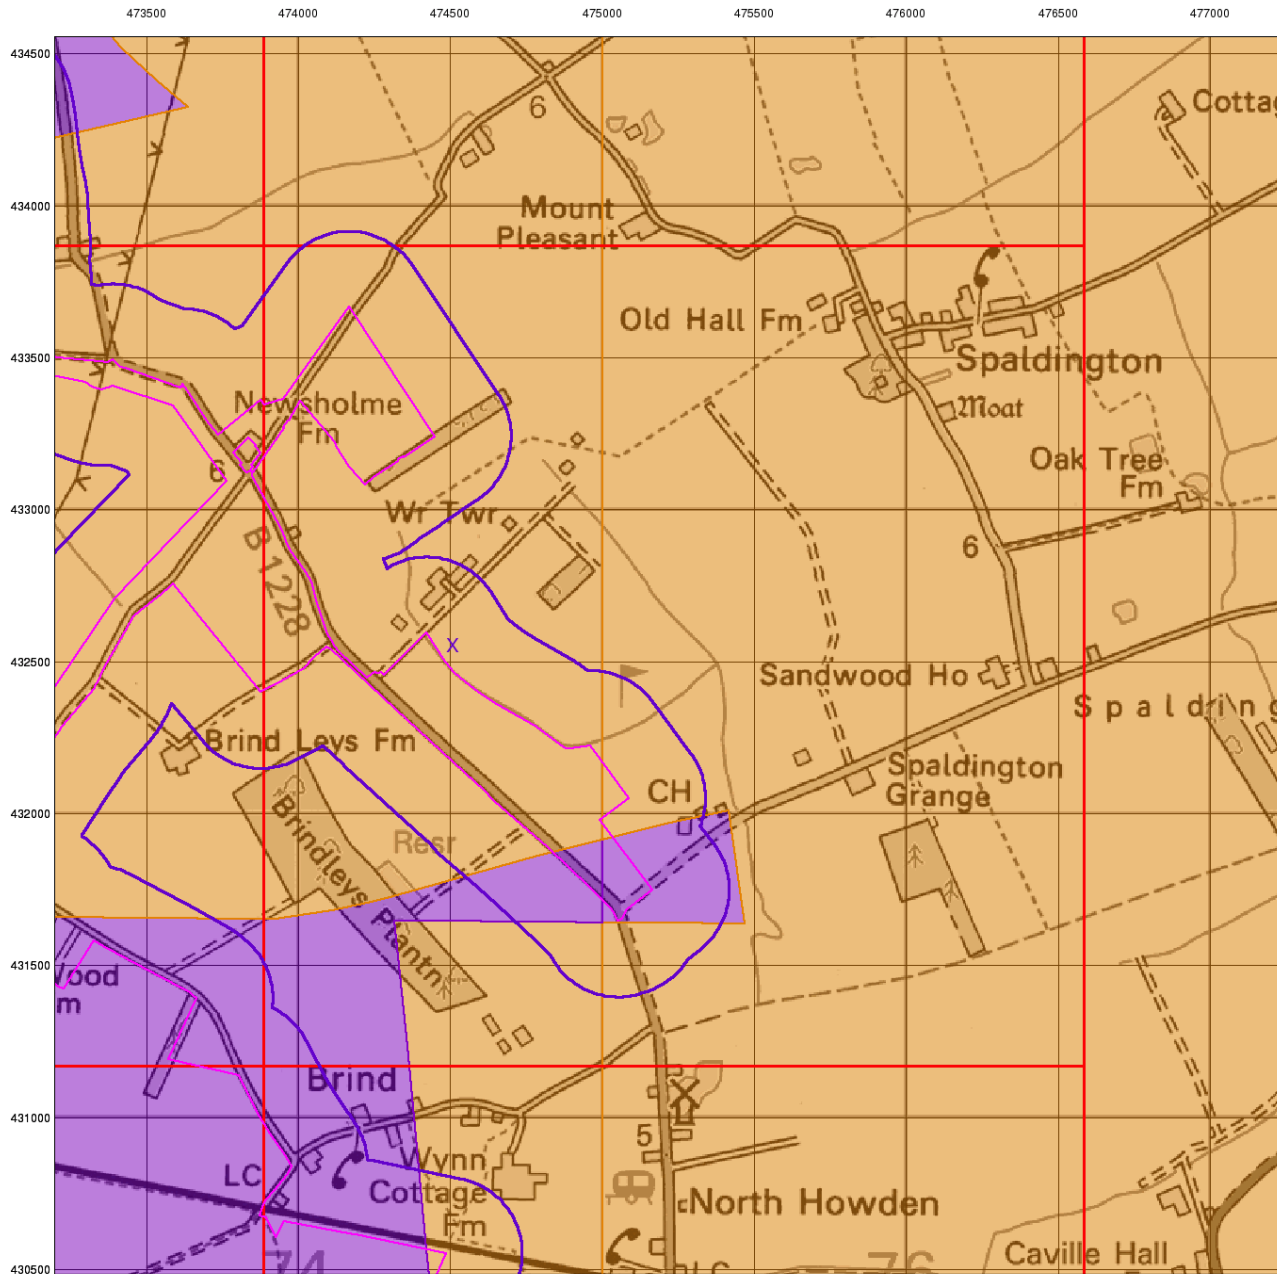 473500 474000 474500 475000 475500 476000 476500 477000
434500
6
Cottag
434000
Mount
Pleasant
Old Hall Fm
433500
Spaldington
Newsholme
Fm
Moat
6
Oak Tree
Fm
433000
Wr Twr
B 1228
6
X
432500
Sandwood Ho
Spalding
Brind Leys Fm
Spaldington
Grange
CH
432000
Resr
Brindleys Plantn
431500
Wood
m
Brind
431000
5
LC
Wynn
Cottage
Fm
North Howden
74
76
Caville Hall
430500
LC